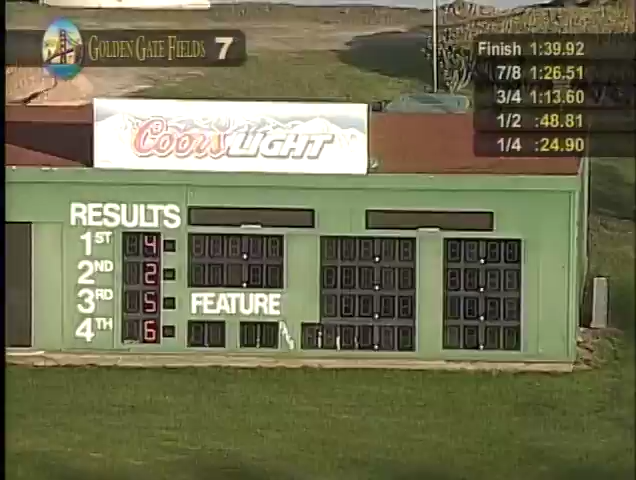 GOLDEN GATE FIELDS 7
Finish 1:39.92
7/8 1:26.51
3/4 1:13.60
1/2 :48.81
1/4 :24.90
Coors LIGHT
RESULTS
1ST 4
2ND 2
3RD 5
4TH 6
FEATURE